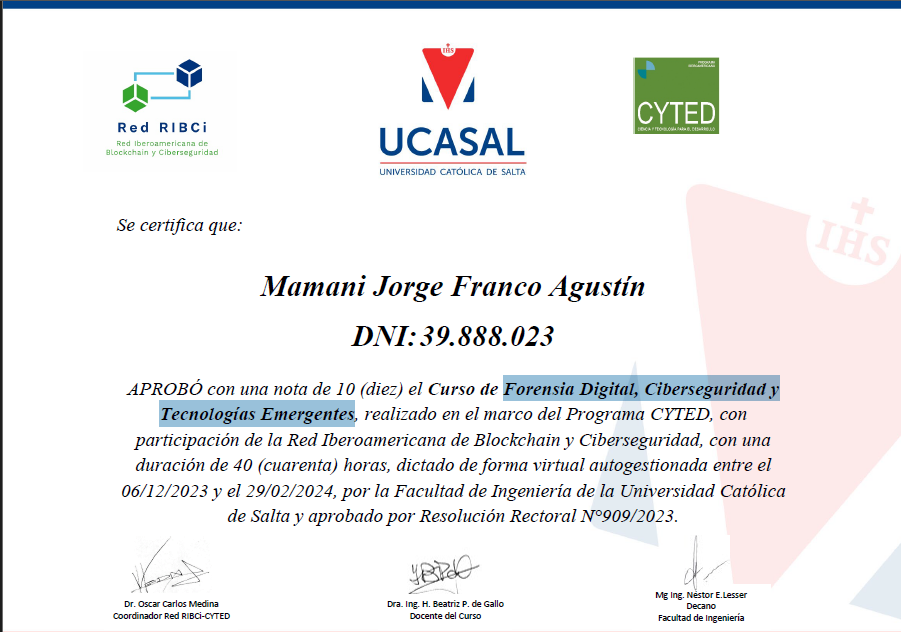 Red RIBCi
Red Iberoamericana de
Blockchain y Ciberseguridad
IHS
UCASAL
UNIVERSIDAD CATÓLICA DE SALTA
PROGRAMA
IBEROAMERICANO
CYTED
CIENCIA Y TECNOLOGÍA PARA EL DESARROLLO
IHS
Se certifica que:
Mamani Jorge Franco Agustín
DNI: 39.888.023
APROBÓ con una nota de 10 (diez) el Curso de Forensia Digital, Ciberseguridad y
Tecnologías Emergentes, realizado en el marco del Programa CYTED, con
participación de la Red Iberoamericana de Blockchain y Ciberseguridad, con una
duración de 40 (cuarenta) horas, dictado de forma virtual autogestionada entre el
06/12/2023 y el 29/02/2024, por la Facultad de Ingeniería de la Universidad Católica
de Salta y aprobado por Resolución Rectoral N°909/2023.
Dr. Oscar Carlos Medina
Coordinador Red RIBCi-CYTED
Dra. Ing. H. Beatriz P. de Gallo
Docente del Curso
Mg Ing. Néstor E.Lesser
Decano
Facultad de Ingeniería